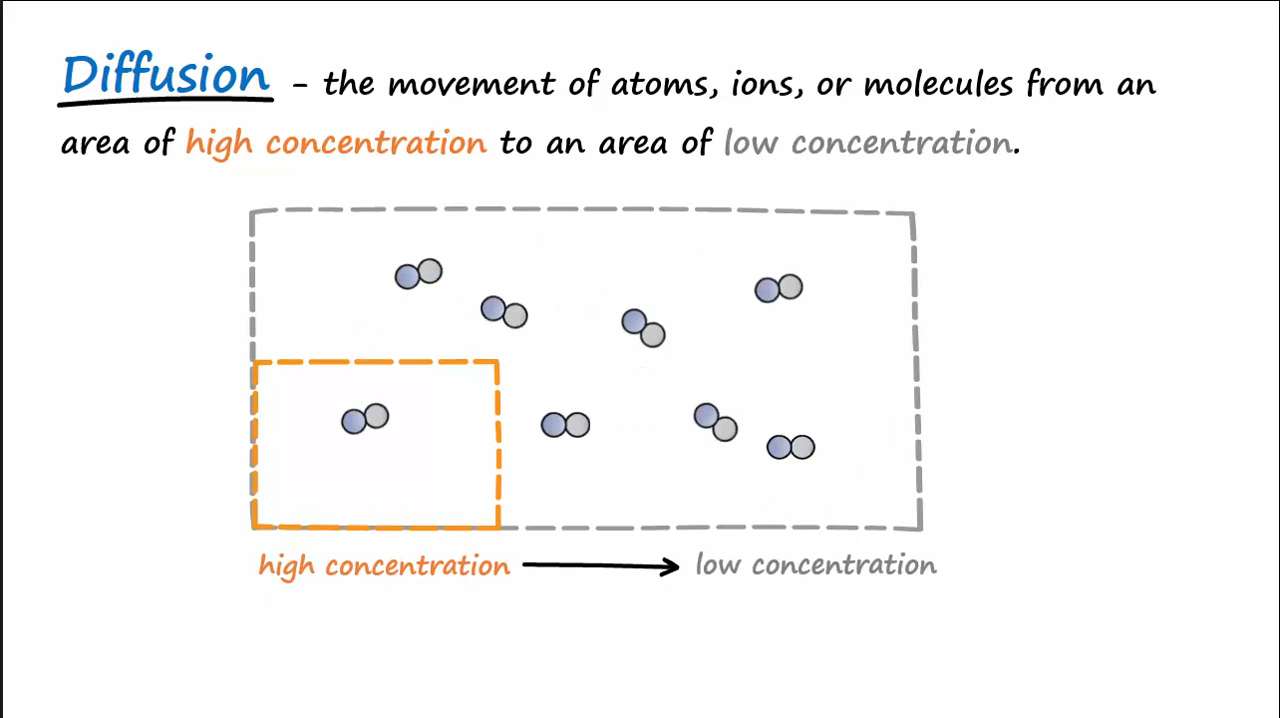 Diffusion - the movement of atoms, ions, or molecules from an
area of high concentration to an area of low concentration.
high concentration → low concentration